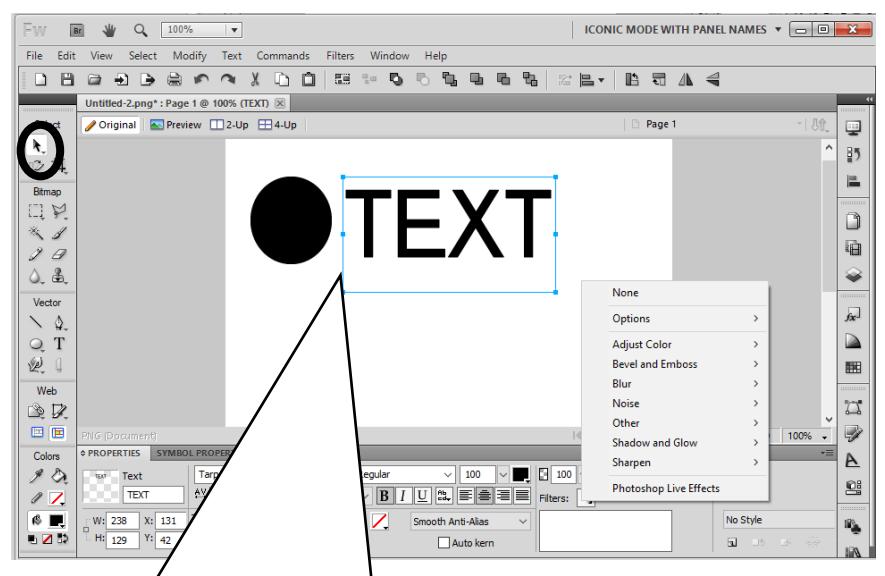 Fw Br 100% ICONIC MODE WITH PANEL NAMES
File Edit View Select Modify Text Commands Filters Window Help
Untitled-2.png* : Page 1 @ 100% (TEXT)
Original Preview 2-Up 4-Up Page 1
Bitmap
TEXT
None
Vector
Options
Adjust Color
Bevel and Emboss
Blur
Web
Noise
Other
PNG (Document) 100%
Shadow and Glow
Colors PROPERTIES
Sharpen
Text 100 100
TEXT B I U Filters:
Photoshop Live Effects
W: 238 X: 131 Smooth Anti-Alias No Style
H: 129 Y: 42 Auto kern